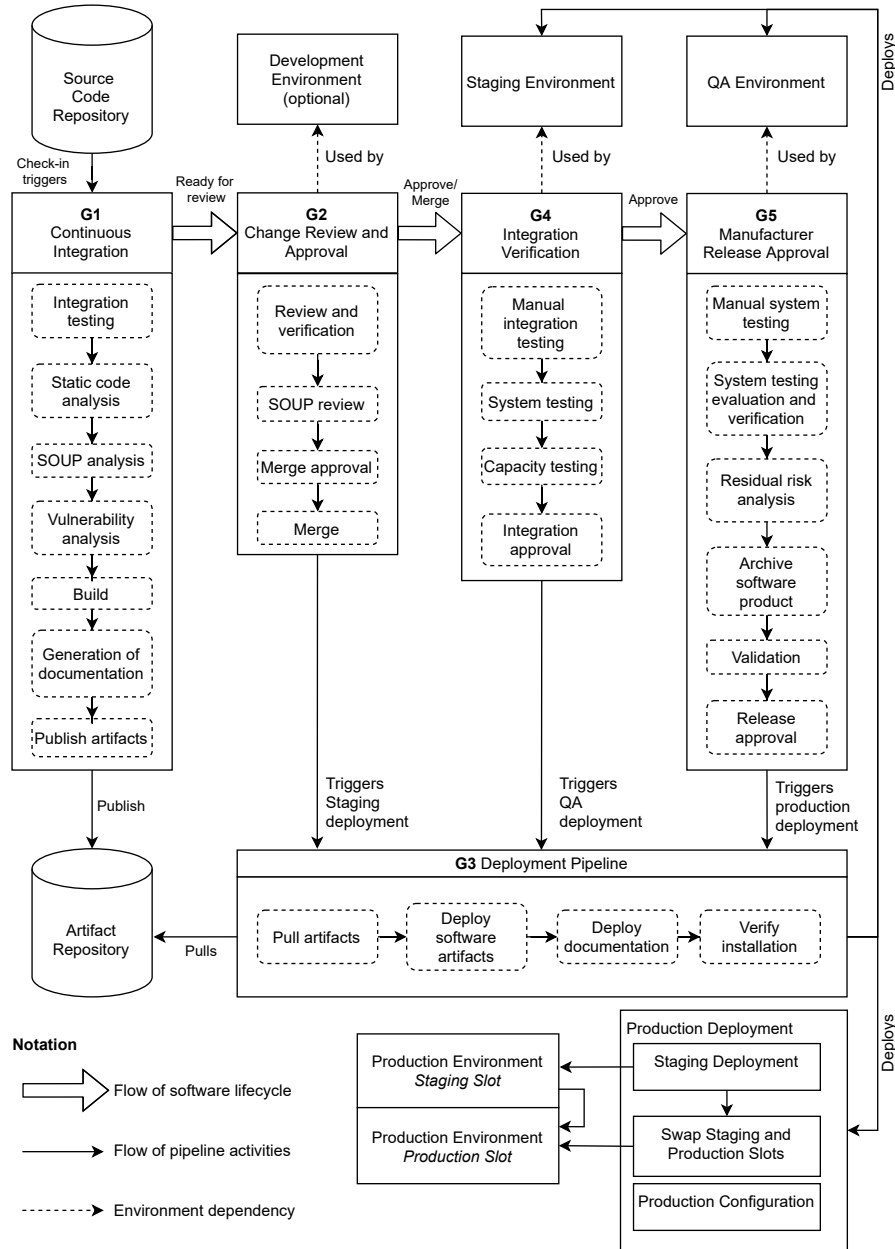 Source
Code
Repository
Development
Environment
(optional)
Staging Environment
QA Environment
Deploys
Check-in
triggers
Ready for
review
Used by
Approve/
Merge
Used by
Approve
Used by
G1
Continuous
Integration
G2
Change Review and
Approval
G4
Integration
Verification
G5
Manufacturer
Release Approval
Integration
testing
Static code
analysis
SOUP analysis
Vulnerability
analysis
Build
Generation of
documentation
Publish artifacts
Review and
verification
SOUP review
Merge approval
Merge
Manual
integration
testing
System testing
Capacity testing
Integration
approval
Manual system
testing
System testing
evaluation and
verification
Residual risk
analysis
Archive
software
product
Validation
Release
approval
Publish
Triggers
Staging
deployment
Triggers
QA
deployment
Triggers
production
deployment
Artifact
Repository
Pulls
G3 Deployment Pipeline
Pull artifacts
Deploy
software
artifacts
Deploy
documentation
Verify
installation
Deploys
Notation
Flow of software lifecycle
Flow of pipeline activities
Environment dependency
Production Environment
Staging Slot
Production Environment
Production Slot
Production Deployment
Staging Deployment
Swap Staging and
Production Slots
Production Configuration